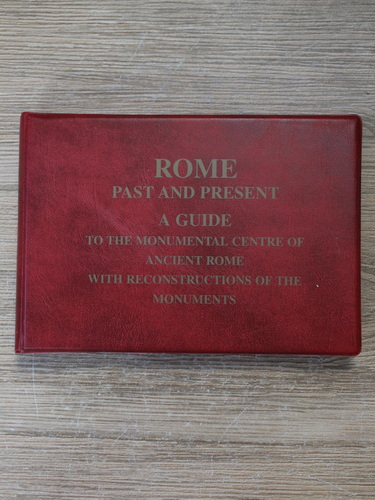 ROME
PAST AND PRESENT
A GUIDE
TO THE MONUMENTAL CENTRE OF
ANCIENT ROME
WITH RECONSTRUCTIONS OF THE
MONUMENTS